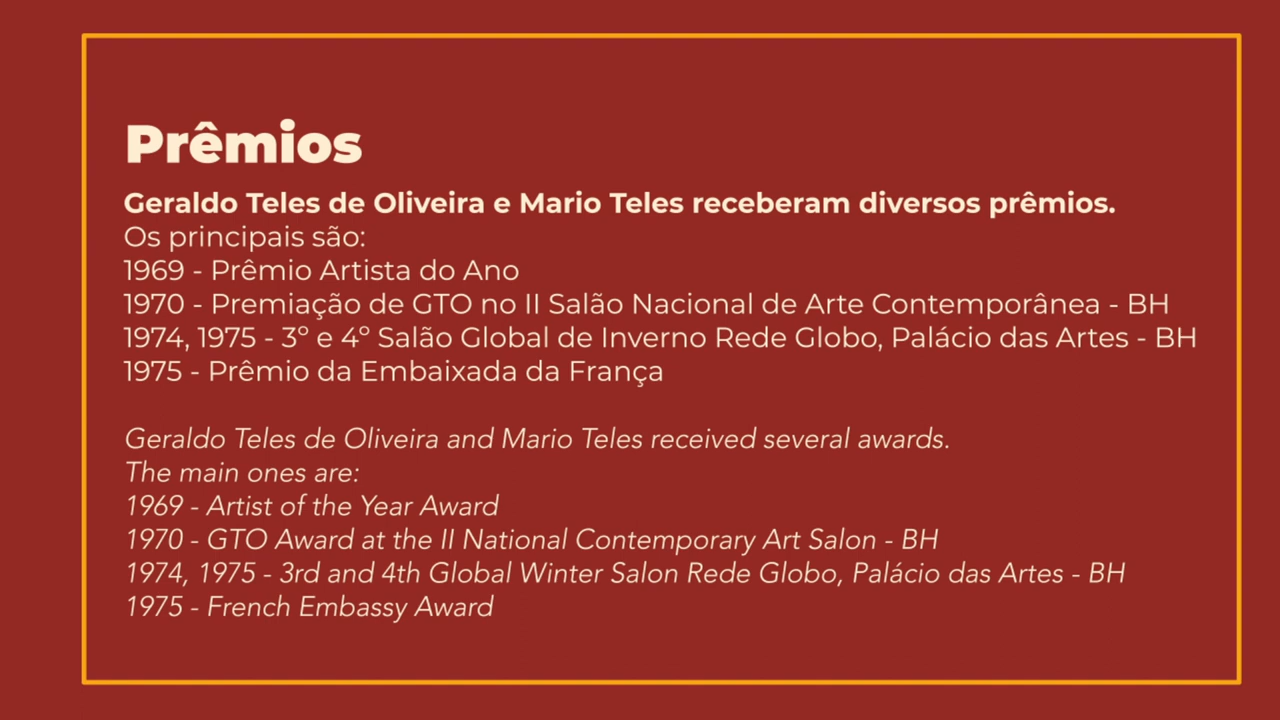 Prêmios
Geraldo Teles de Oliveira e Mario Teles receberam diversos prêmios.
Os principais são:
1969 - Prêmio Artista do Ano
1970 - Premiação de GTO no II Salão Nacional de Arte Contemporânea - BH
1974, 1975 - 3º e 4º Salão Global de Inverno Rede Globo, Palácio das Artes - BH
1975 - Prêmio da Embaixada da França
Geraldo Teles de Oliveira and Mario Teles received several awards.
The main ones are:
1969 - Artist of the Year Award
1970 - GTO Award at the II National Contemporary Art Salon - BH
1974, 1975 - 3rd and 4th Global Winter Salon Rede Globo, Palácio das Artes - BH
1975 - French Embassy Award